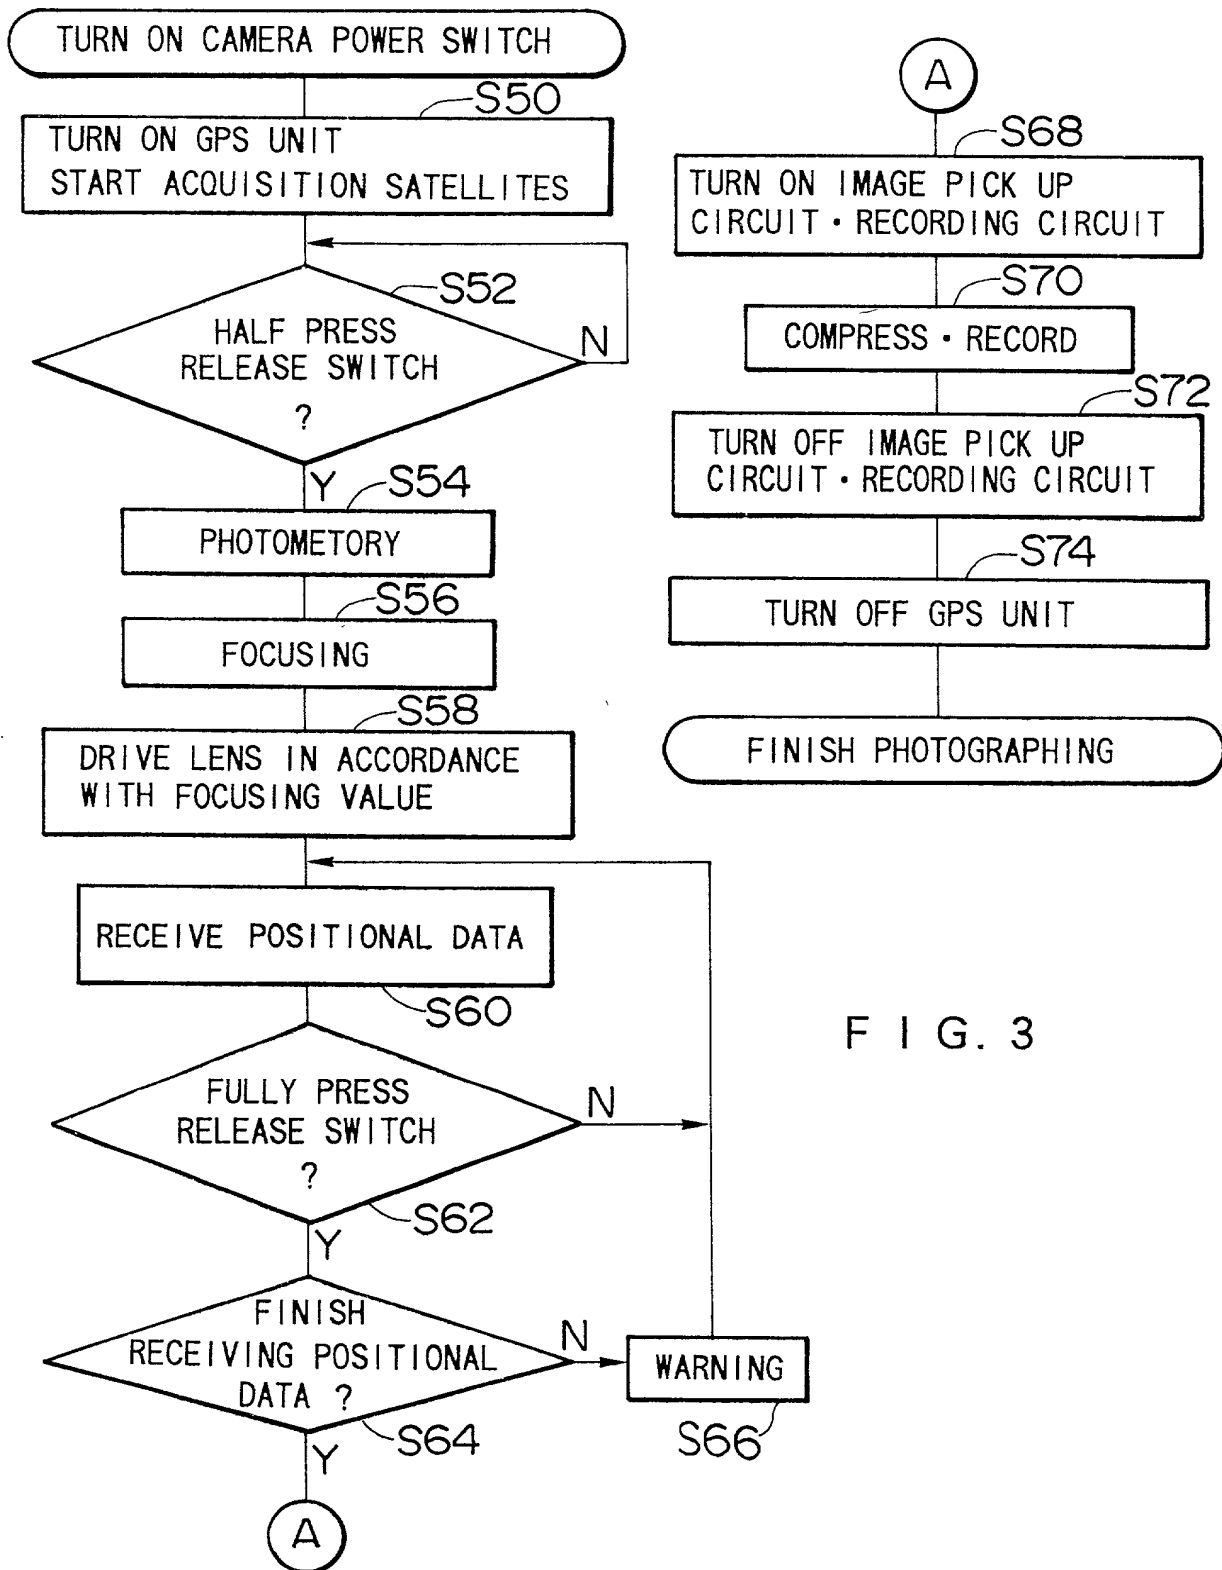 TURN ON CAMERA POWER SWITCH
S50
TURN ON GPS UNIT
START ACQUISITION SATELLITES
S52
HALF PRESS
RELEASE SWITCH
?
N
Y
S54
PHOTOMETORY
S56
FOCUSING
S58
DRIVE LENS IN ACCORDANCE
WITH FOCUSING VALUE
RECEIVE POSITIONAL DATA
S60
FULLY PRESS
RELEASE SWITCH
?
N
S62
Y
FINISH
RECEIVING POSITIONAL
DATA ?
N
WARNING
S66
S64
Y
A
A
S68
TURN ON IMAGE PICK UP
CIRCUIT・RECORDING CIRCUIT
S70
COMPRESS・RECORD
S72
TURN OFF IMAGE PICK UP
CIRCUIT・RECORDING CIRCUIT
S74
TURN OFF GPS UNIT
FINISH PHOTOGRAPHING
FIG. 3